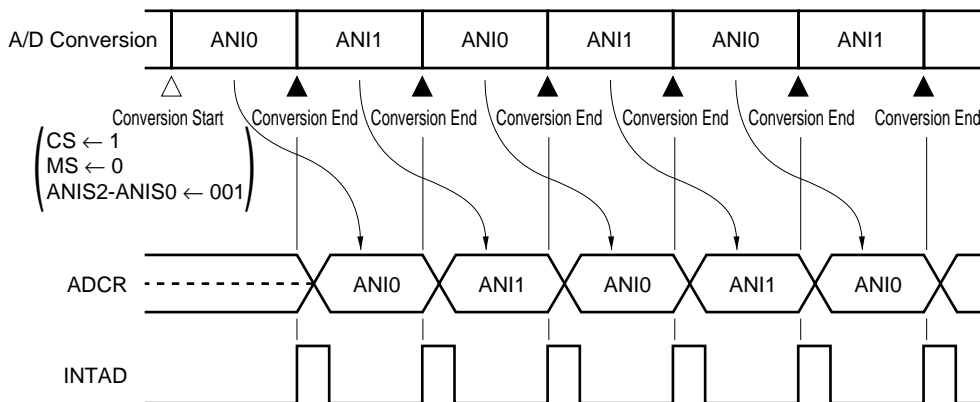 A/D Conversion ANI0 ANI1 ANI0 ANI1 ANI0 ANI1
Conversion Start Conversion End Conversion End Conversion End Conversion End Conversion End Conversion End
CS ← 1
MS ← 0
ANIS2-ANIS0 ← 001
ADCR ANI0 ANI1 ANI0 ANI1 ANI0
INTAD